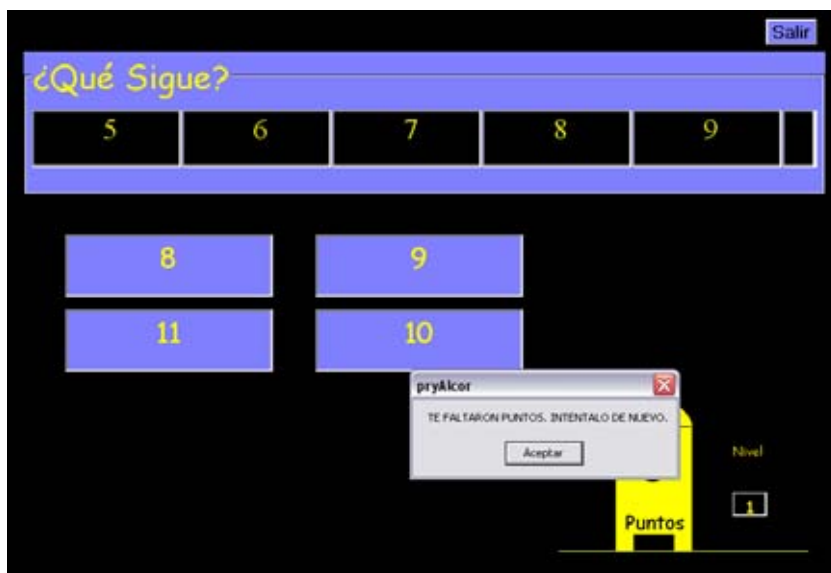 Salir
¿Qué Sigue?
5 6 7 8 9
8 9
11 10
pryAlcor
TE FALTARON PUNTOS. INTENTALO DE NUEVO.
Aceptar
Nivel
1
Puntos